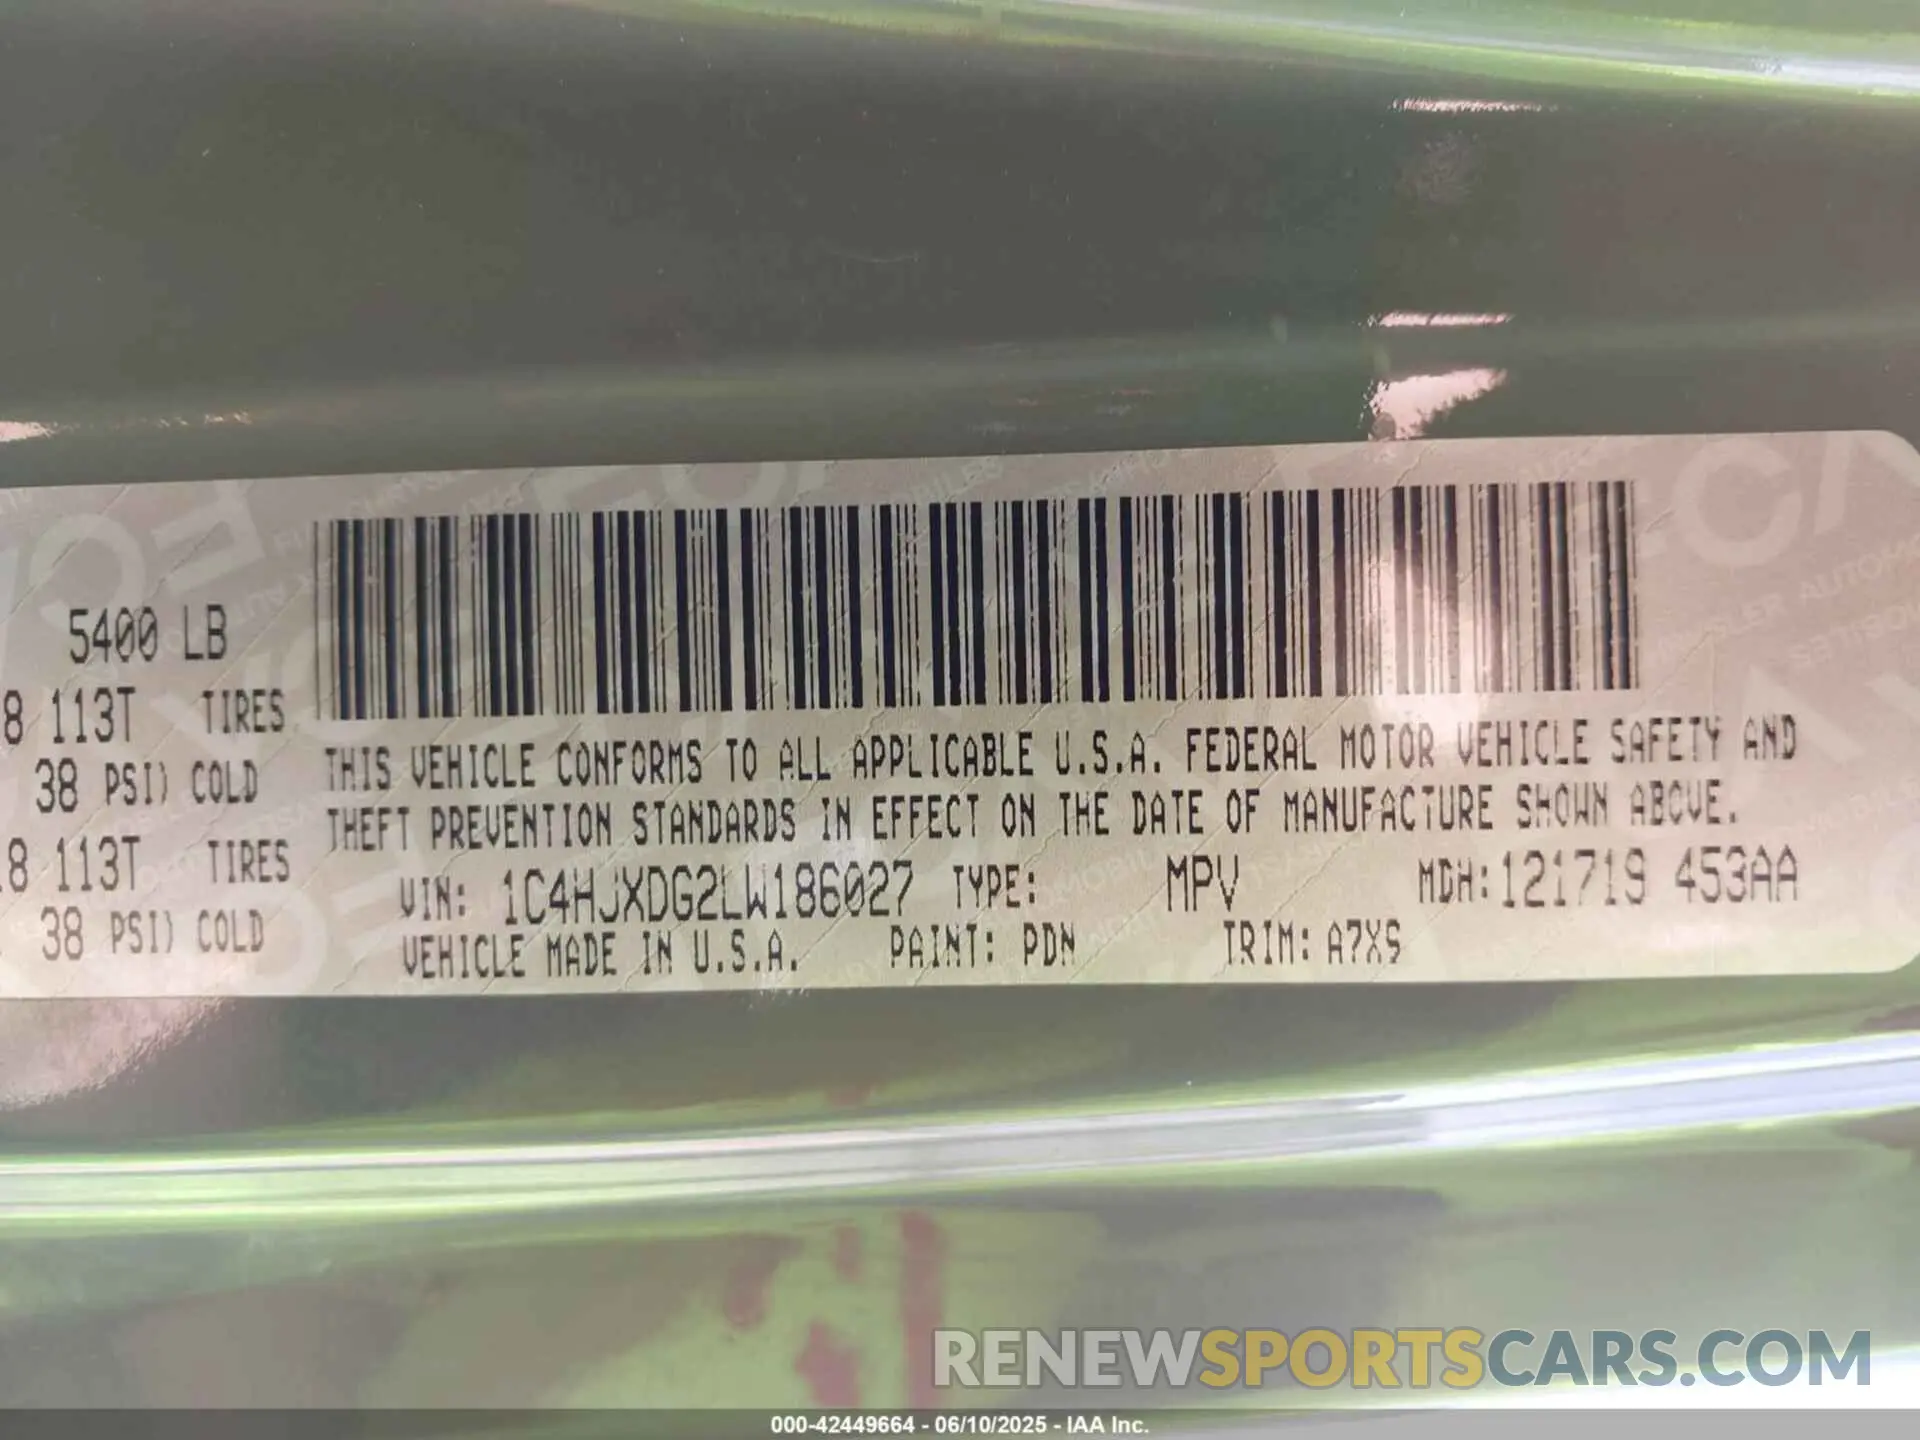 5400 LB
8 113T TIRES
38 PSI) COLD
8 113T TIRES
38 PSI) COLD
THIS VEHICLE CONFORMS TO ALL APPLICABLE U.S.A. FEDERAL MOTOR VEHICLE SAFETY AND
THEFT PREVENTION STANDARDS IN EFFECT ON THE DATE OF MANUFACTURE SHOWN ABOVE.
VIN: 1C4HJXDG2LW186027 TYPE: MPV MDH: 121719 453AA
VEHICLE MADE IN U.S.A. PAINT: PDN TRIM: A7X9
RENEWSPORTSCARS.COM
000-42449664 - 06/10/2025 - IAA Inc.